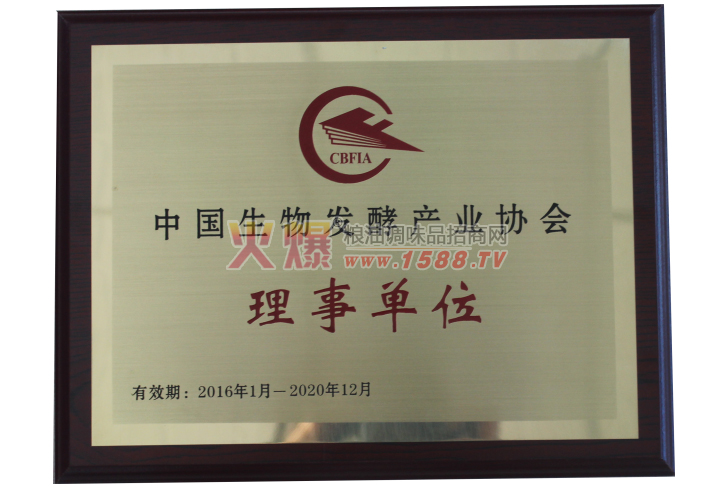 CBFIA
中国生物发酵产业协会
火爆 粮油调味品招商网
www.1588.TV
理事单位
有效期：2016年1月－2020年12月